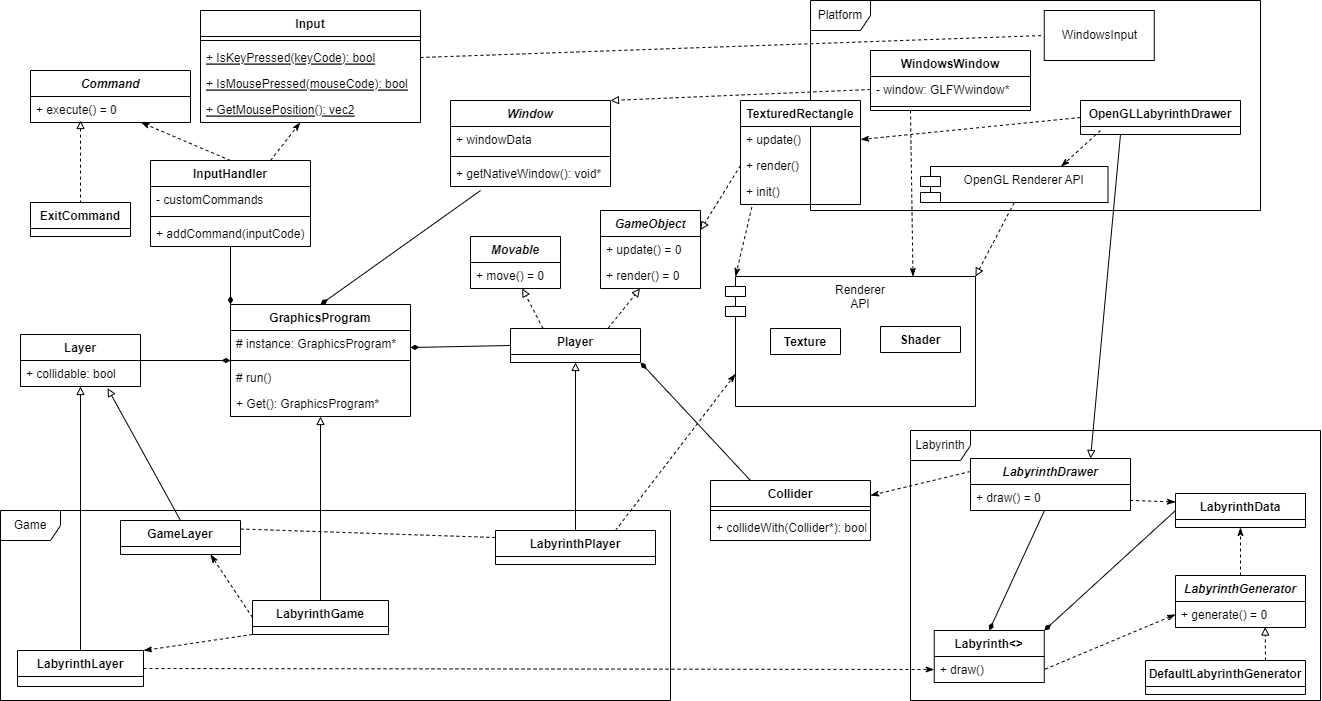 Input
+ IsKeyPressed(keyCode): bool
+ IsMousePressed(mouseCode): bool
+ GetMousePosition(): vec2
Platform
WindowsInput
Command
+ execute() = 0
WindowsWindow
- window: GLFWwindow*
Window
+ windowData
+ getNativeWindow(): void*
TexturedRectangle
+ update()
+ render()
+ init()
OpenGLLabyrinthDrawer
OpenGL Renderer API
InputHandler
- customCommands
+ addCommand(inputCode)
ExitCommand
GameObject
+ update() = 0
+ render() = 0
Movable
+ move() = 0
Renderer
API
Texture
Shader
GraphicsProgram
# instance: GraphicsProgram*
# run()
+ Get(): GraphicsProgram*
Player
Layer
+ collidable: bool
Labyrinth
LabyrinthDrawer
+ draw() = 0
Collider
+ collideWith(Collider*): bool
LabyrinthData
Game
GameLayer
LabyrinthPlayer
LabyrinthGenerator
+ generate() = 0
LabyrinthGame
Labyrinth<>
+ draw()
LabyrinthLayer
DefaultLabyrinthGenerator